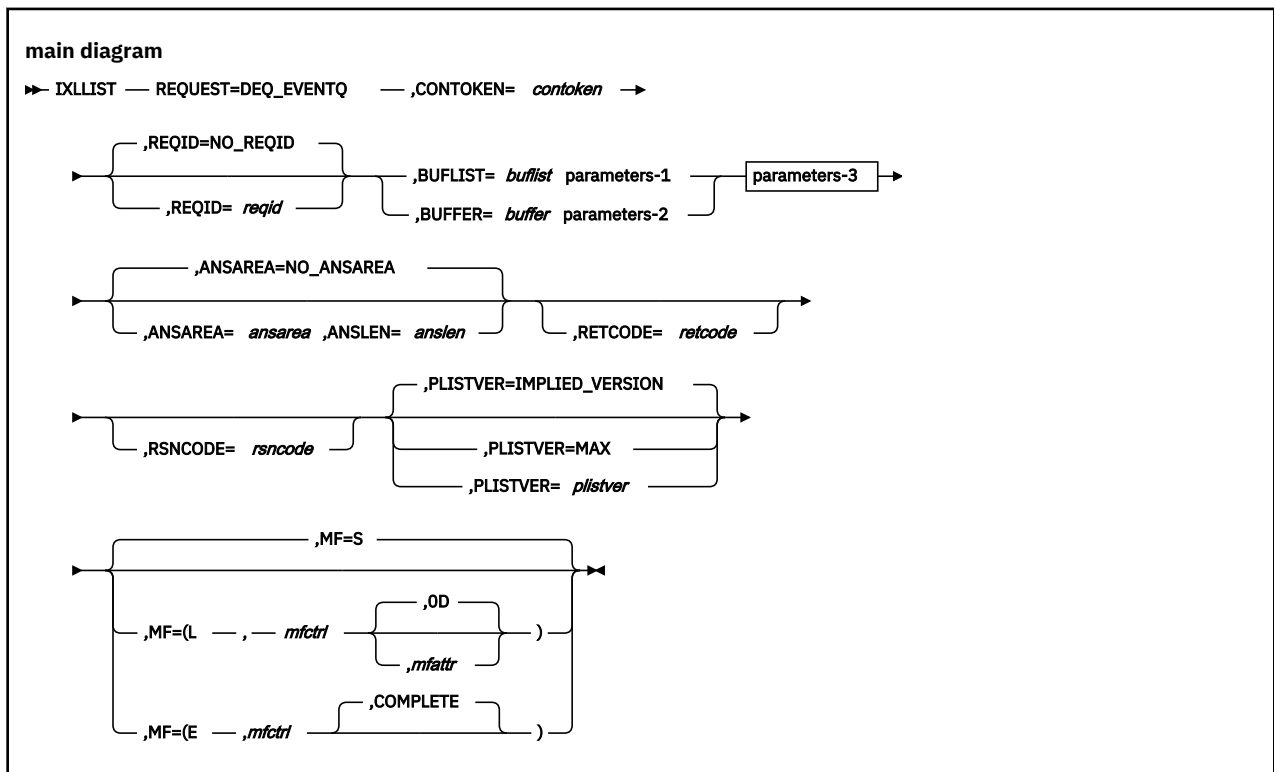 main diagram
IXLLIST REQUEST=DEQ_EVENTQ ,CONTOKEN= contoken
,REQID=NO_REQID
,REQID= reqid
,BUFLIST= buflist parameters-1
,BUFFER= buffer parameters-2
parameters-3
,ANSAREA=NO_ANSAREA
,ANSAREA= ansarea ,ANSLEN= anslen
,RETCODE= retcode
,RSNCODE= rsncode
,PLISTVER=IMPLIED_VERSION
,PLISTVER=MAX
,PLISTVER= plistver
,MF=S
,MF=(L , mfctrl
,0D
,mfattr
)
,MF=(E ,mfctrl
,COMPLETE
)